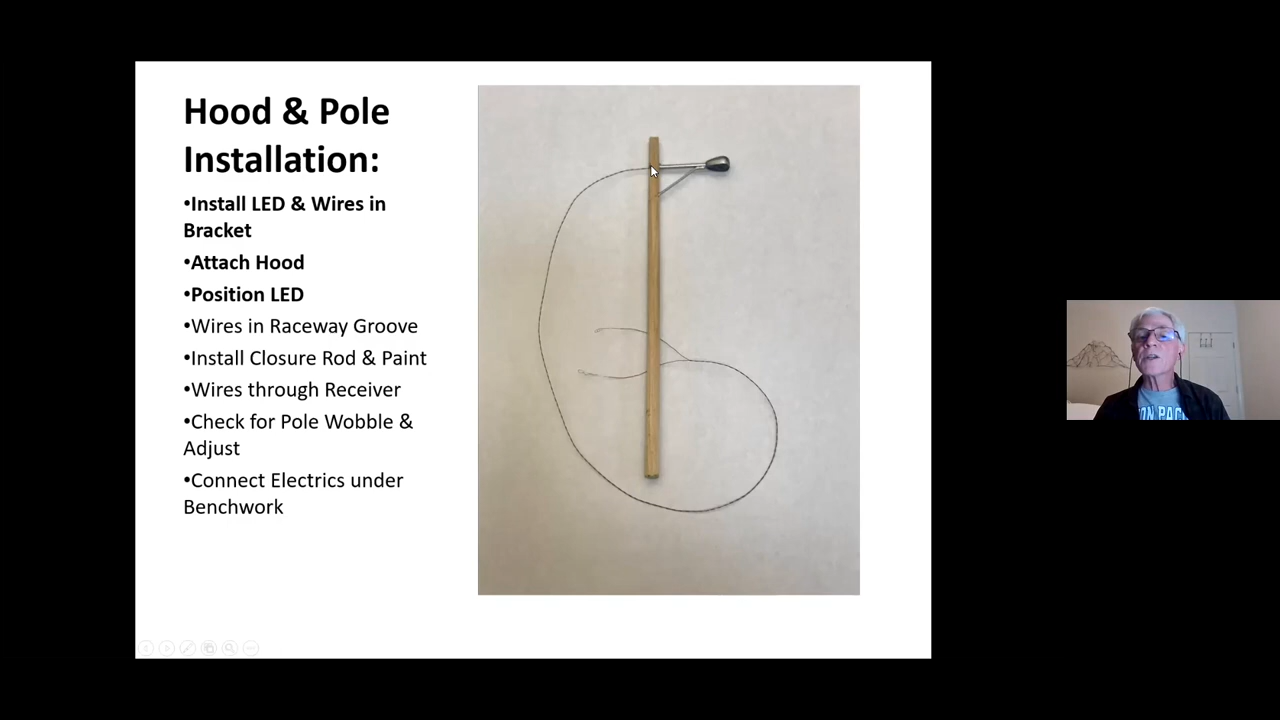 Hood & Pole
Installation:
•Install LED & Wires in
Bracket
•Attach Hood
•Position LED
•Wires in Raceway Groove
•Install Closure Rod & Paint
•Wires through Receiver
•Check for Pole Wobble &
Adjust
•Connect Electrics under
Benchwork